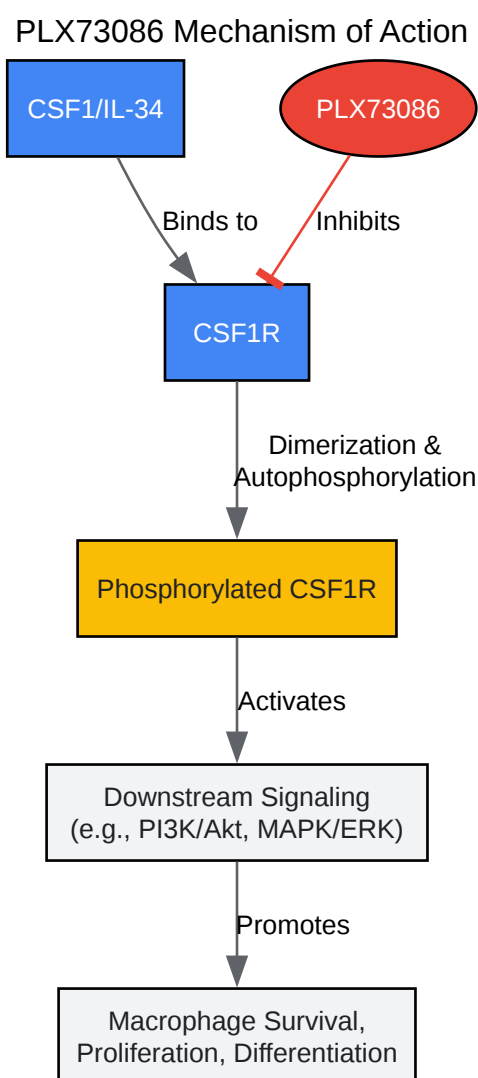 PLX73086 Mechanism of Action
CSF1/IL-34
PLX73086
Binds to
Inhibits
CSF1R
Dimerization &
Autophosphorylation
Phosphorylated CSF1R
Activates
Downstream Signaling
(e.g., PI3K/Akt, MAPK/ERK)
Promotes
Macrophage Survival,
Proliferation, Differentiation